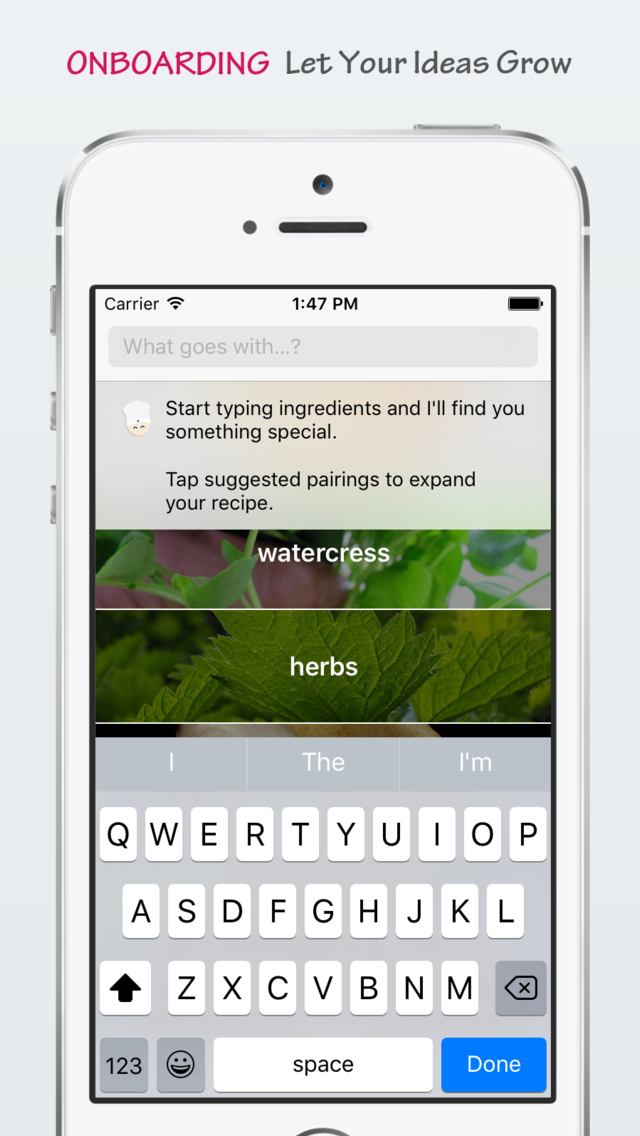 ONBOARDING Let Your Ideas Grow
Carrier 1:47 PM
What goes with...?
Start typing ingredients and I'll find you
something special.
Tap suggested pairings to expand
your recipe.
watercress
herbs
I The I'm
Q W E R T Y U I O P
A S D F G H J K L
Z X C V B N M
123 space Done